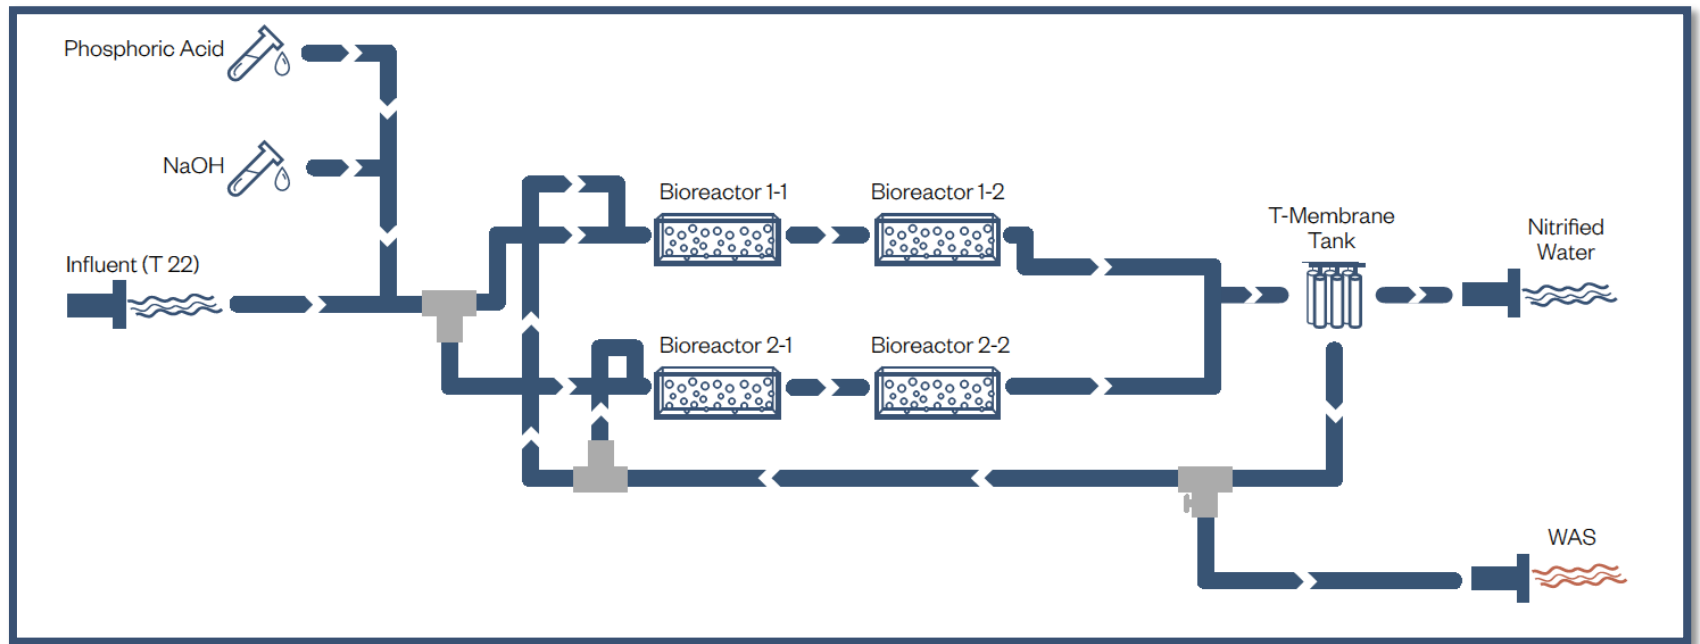 Phosphoric Acid
NaOH
Influent (T 22)
Bioreactor 1-1
Bioreactor 1-2
Bioreactor 2-1
Bioreactor 2-2
T-Membrane
Tank
Nitrified
Water
WAS